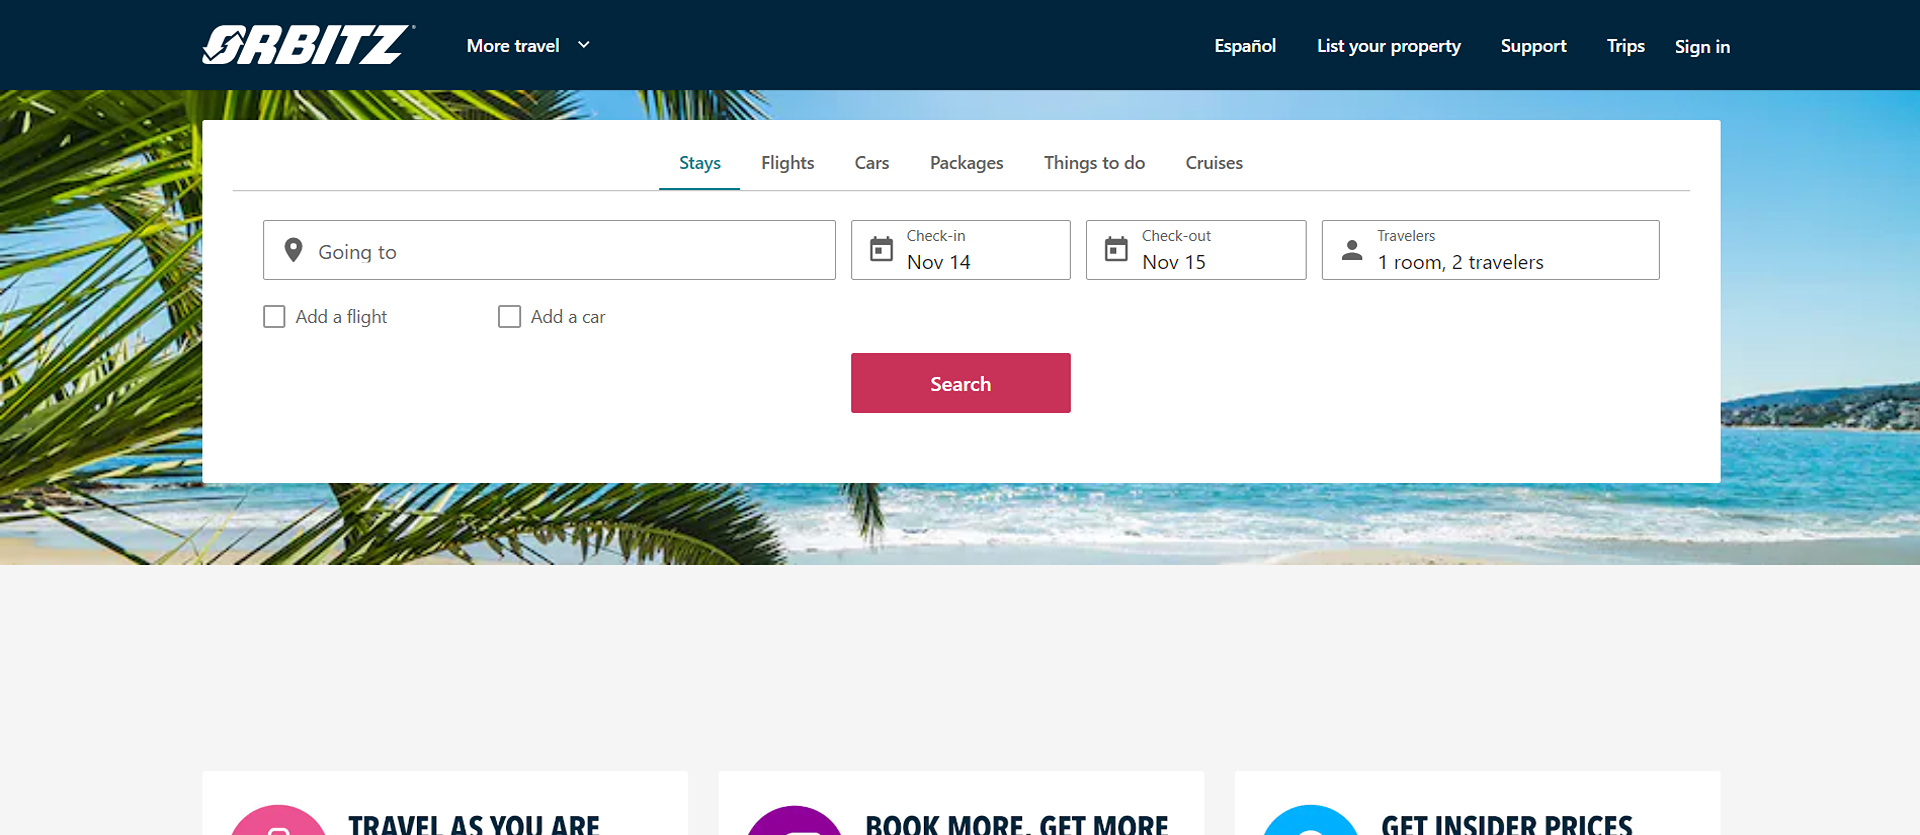 ORBITZ
More travel
Español
List your property
Support
Trips
Sign in
Stays
Flights
Cars
Packages
Things to do
Cruises
Going to
Check-in
Nov 14
Check-out
Nov 15
Travelers
1 room, 2 travelers
Add a flight
Add a car
Search
TRAVEL AS YOU ARE
BOOK MORE, GET MORE
GET INSIDER PRICES